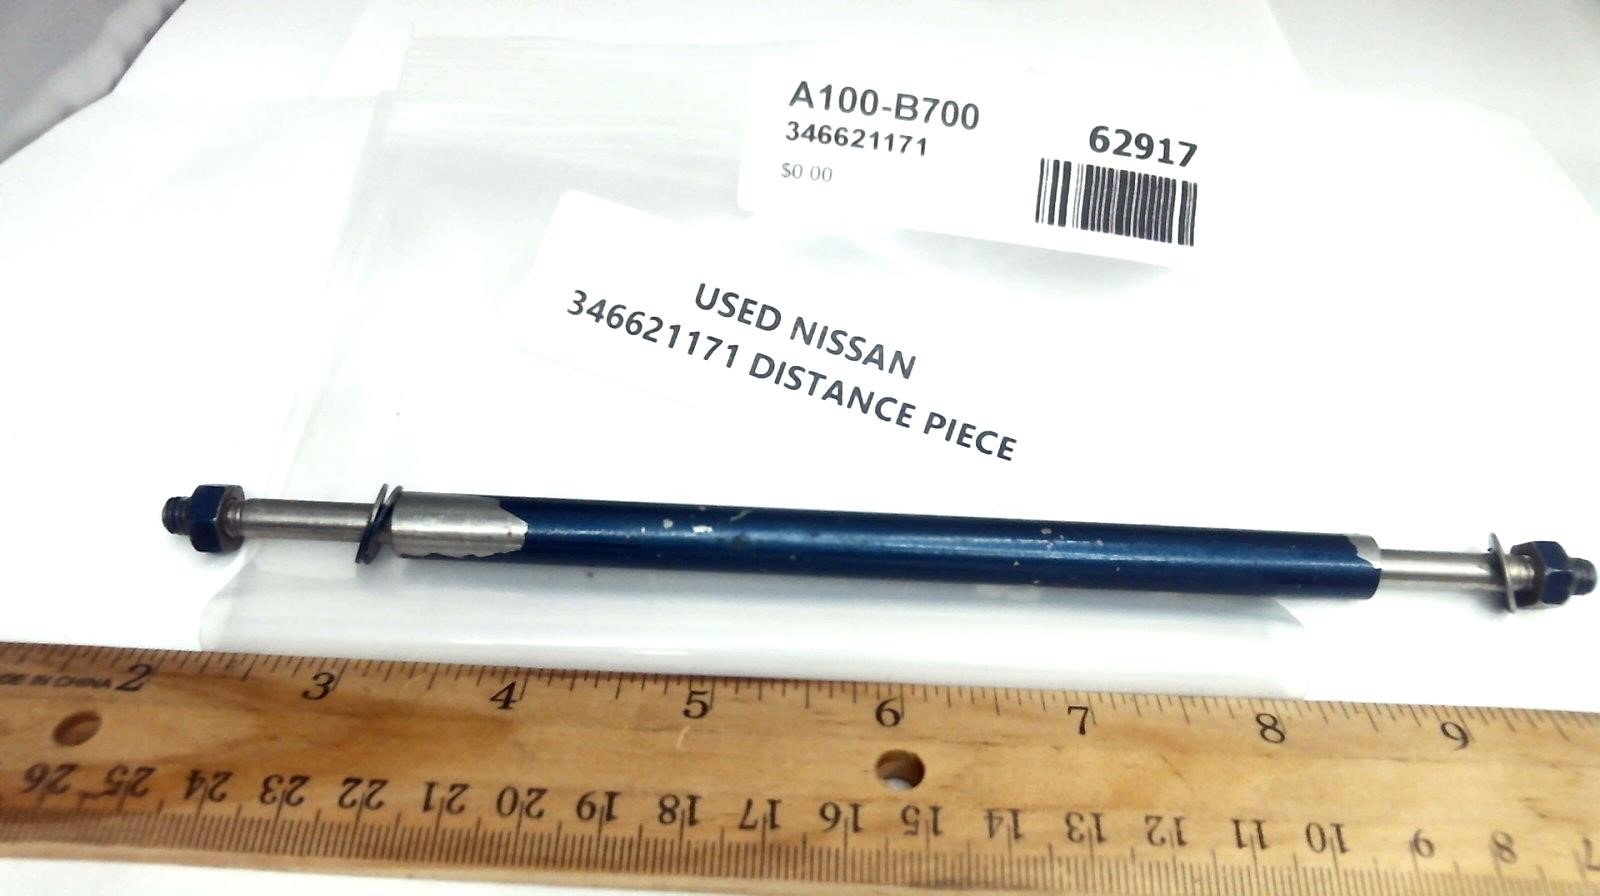 A100-B700
346621171
62917
$0 00
USED NISSAN
346621171 DISTANCE PIECE
IN CHINA
2 3 4 5 6 7 8 9
26 25 24 23 22 21 20 19 18 17 16 15 14 13 12 11 10 9 8 7